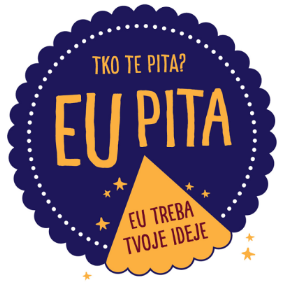 TKO TE PITA?
EU PITA
EU TREBA
TVOJE IDEJE